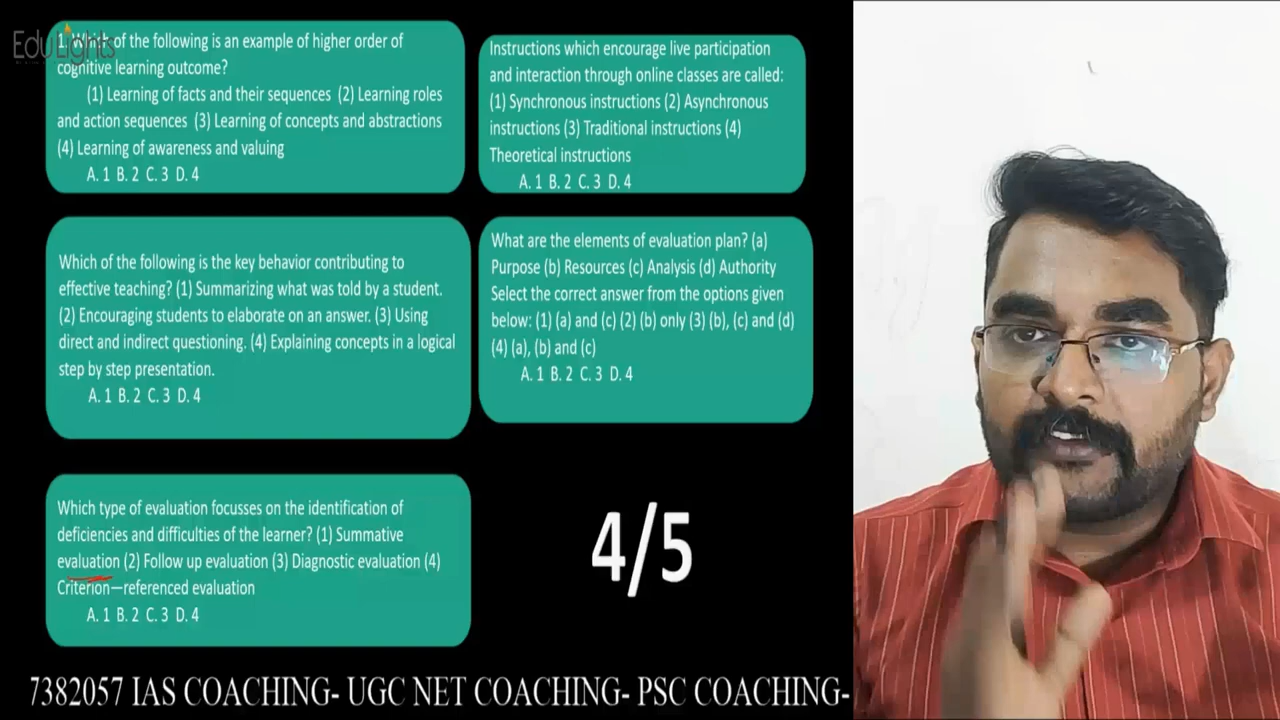 Edu Lights
1. Which of the following is an example of higher order of
cognitive learning outcome?
(1) Learning of facts and their sequences (2) Learning roles
and action sequences (3) Learning of concepts and abstractions
(4) Learning of awareness and valuing
A. 1 B. 2 C. 3 D. 4
Instructions which encourage live participation
and interaction through online classes are called:
(1) Synchronous instructions (2) Asynchronous
instructions (3) Traditional instructions (4)
Theoretical instructions
A. 1 B. 2 C. 3 D. 4
Which of the following is the key behavior contributing to
effective teaching? (1) Summarizing what was told by a student.
(2) Encouraging students to elaborate on an answer. (3) Using
direct and indirect questioning. (4) Explaining concepts in a logical
step by step presentation.
A. 1 B. 2 C. 3 D. 4
What are the elements of evaluation plan? (a)
Purpose (b) Resources (c) Analysis (d) Authority
Select the correct answer from the options given
below: (1) (a) and (c) (2) (b) only (3) (b), (c) and (d)
(4) (a), (b) and (c)
A. 1 B. 2 C. 3 D. 4
Which type of evaluation focusses on the identification of
deficiencies and difficulties of the learner? (1) Summative
evaluation (2) Follow up evaluation (3) Diagnostic evaluation (4)
Criterion—referenced evaluation
A. 1 B. 2 C. 3 D. 4
4/5
7382057 IAS COACHING- UGC NET COACHING- PSC COACHING-